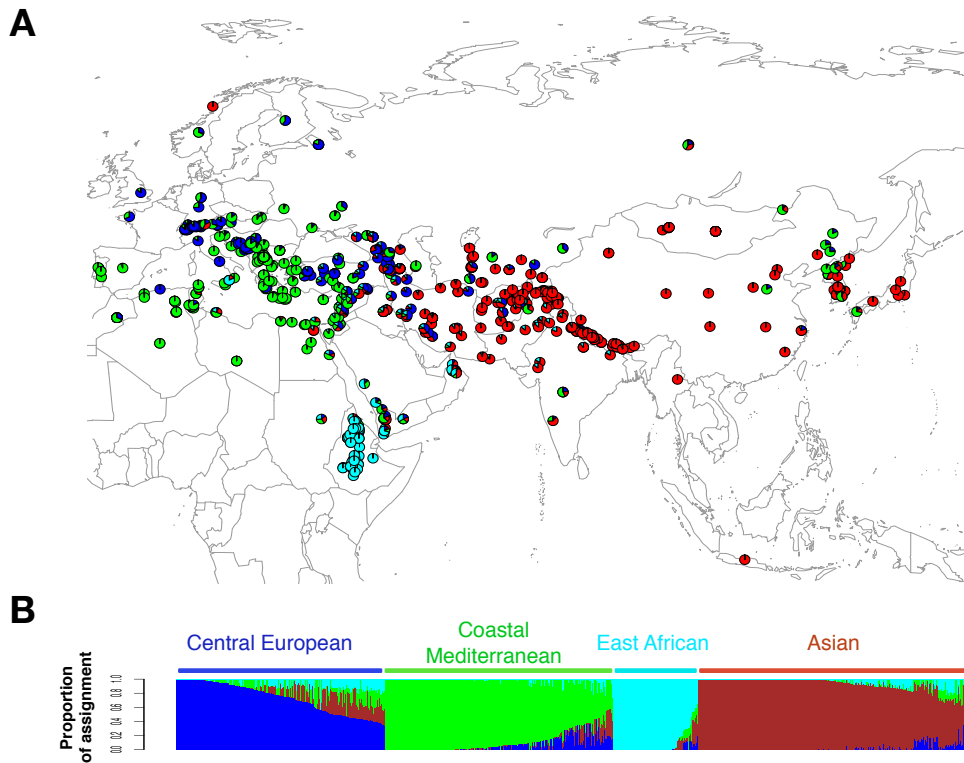 A
B
Central European
Coastal
Mediterranean
East African
Asian
Proportion
of assignment
0.0 0.2 0.4 0.6 0.8 1.0